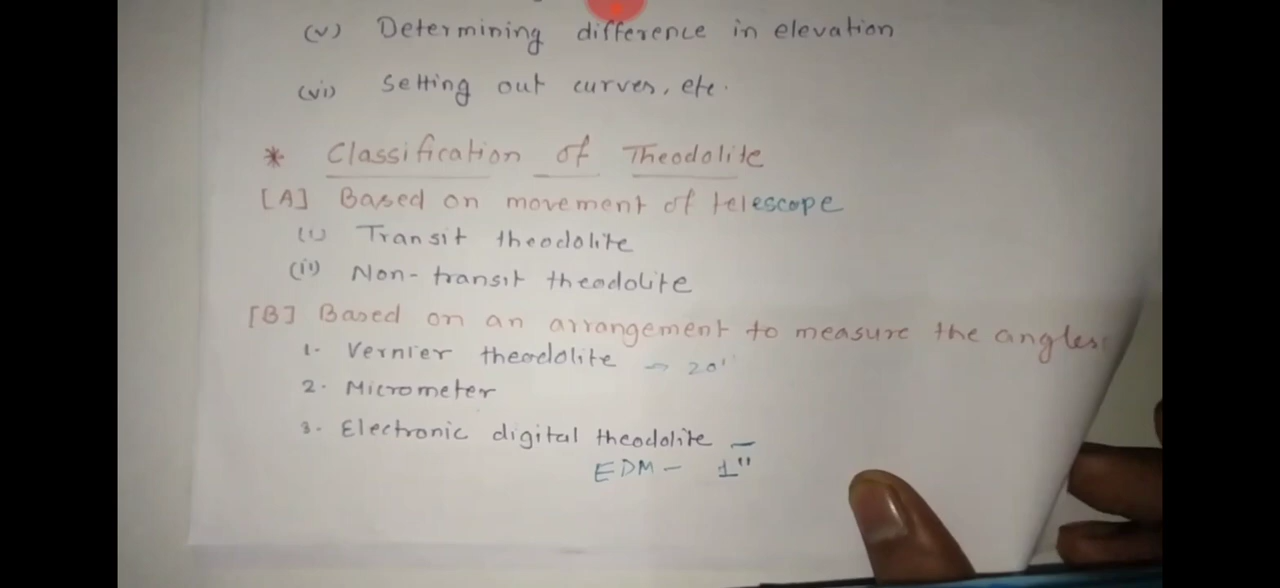 (v) Determining difference in elevation
(vi) Setting out curves, etc.
* Classification of Theodolite
[A] Based on movement of telescope
(i) Transit theodolite
(ii) Non-transit theodolite
[B] Based on an arrangement to measure the angles
1. Vernier theodolite → 20"
2. Micrometer
3. Electronic digital theodolite –
EDM – 1"